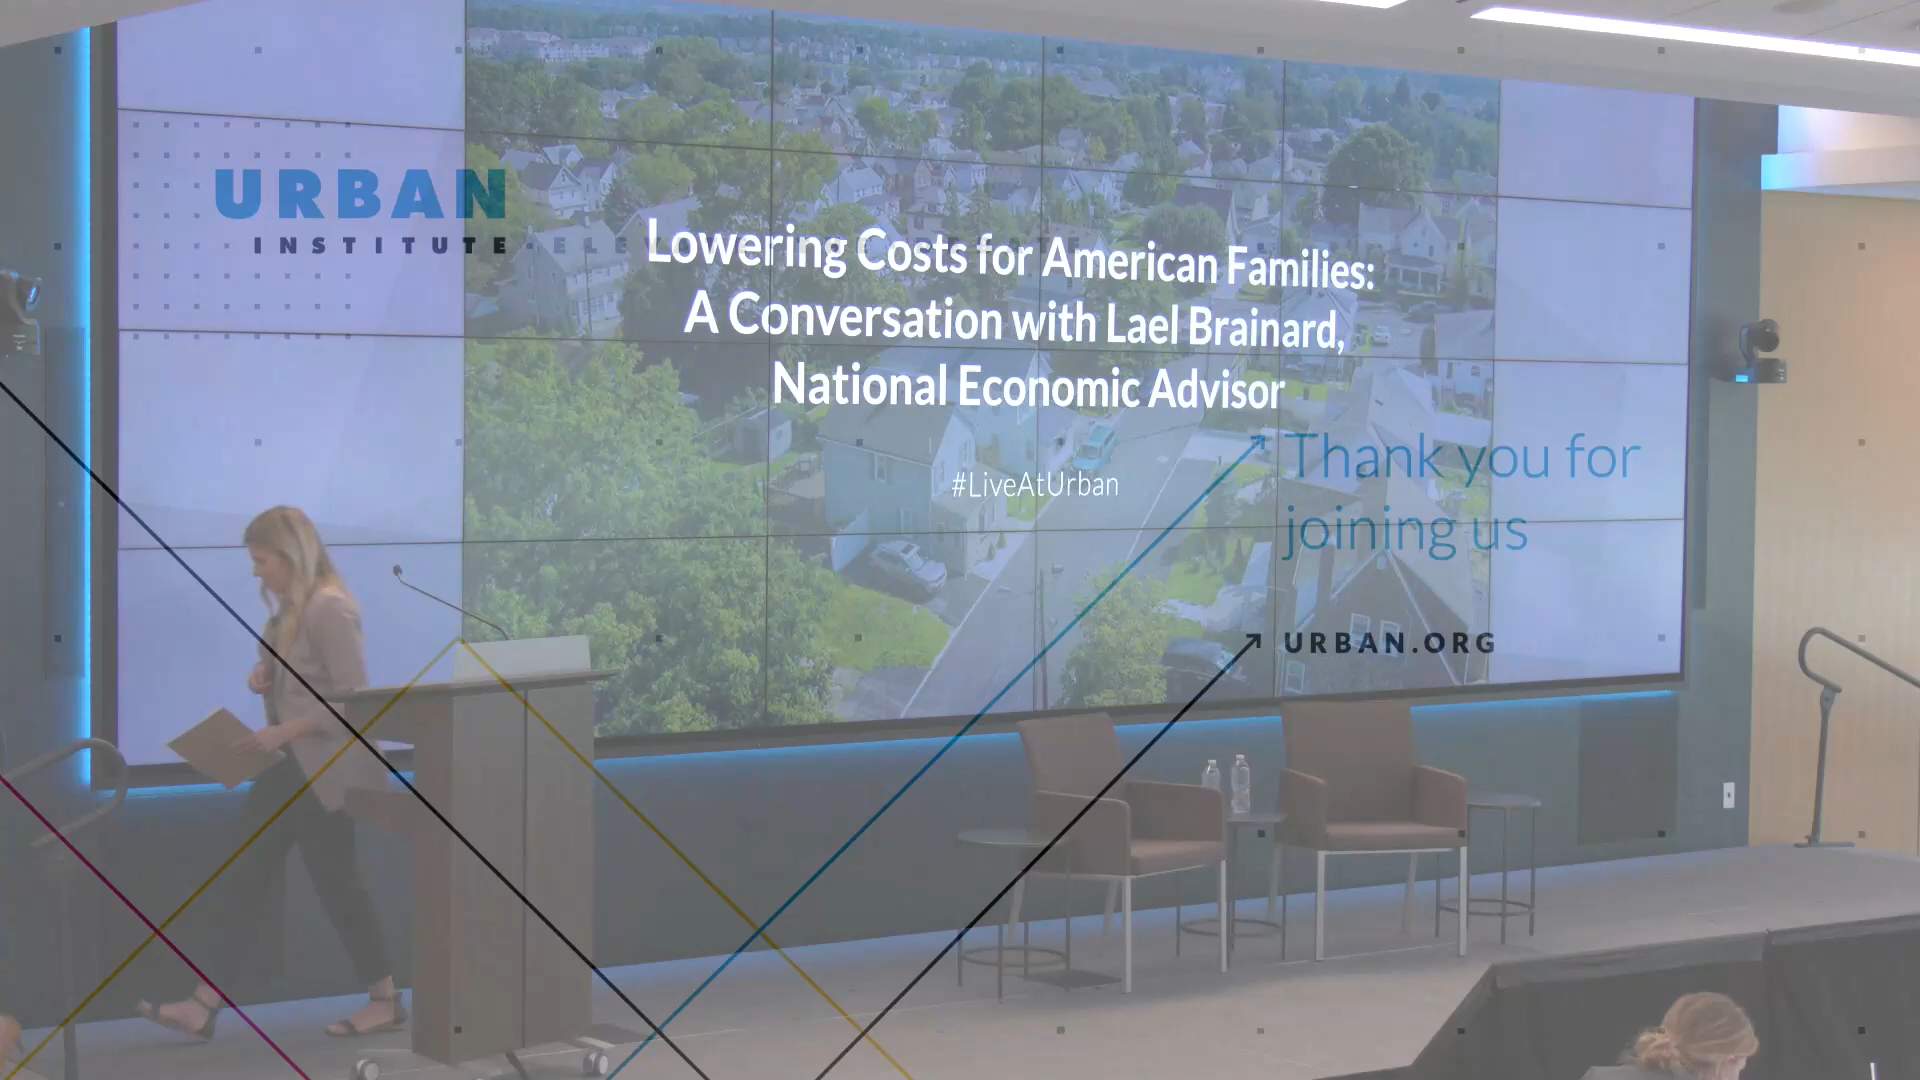 URBAN
INSTITUTE
Lowering Costs for American Families:
A Conversation with Lael Brainard,
National Economic Advisor
#LiveAtUrban
Thank you for
joining us
URBAN.ORG